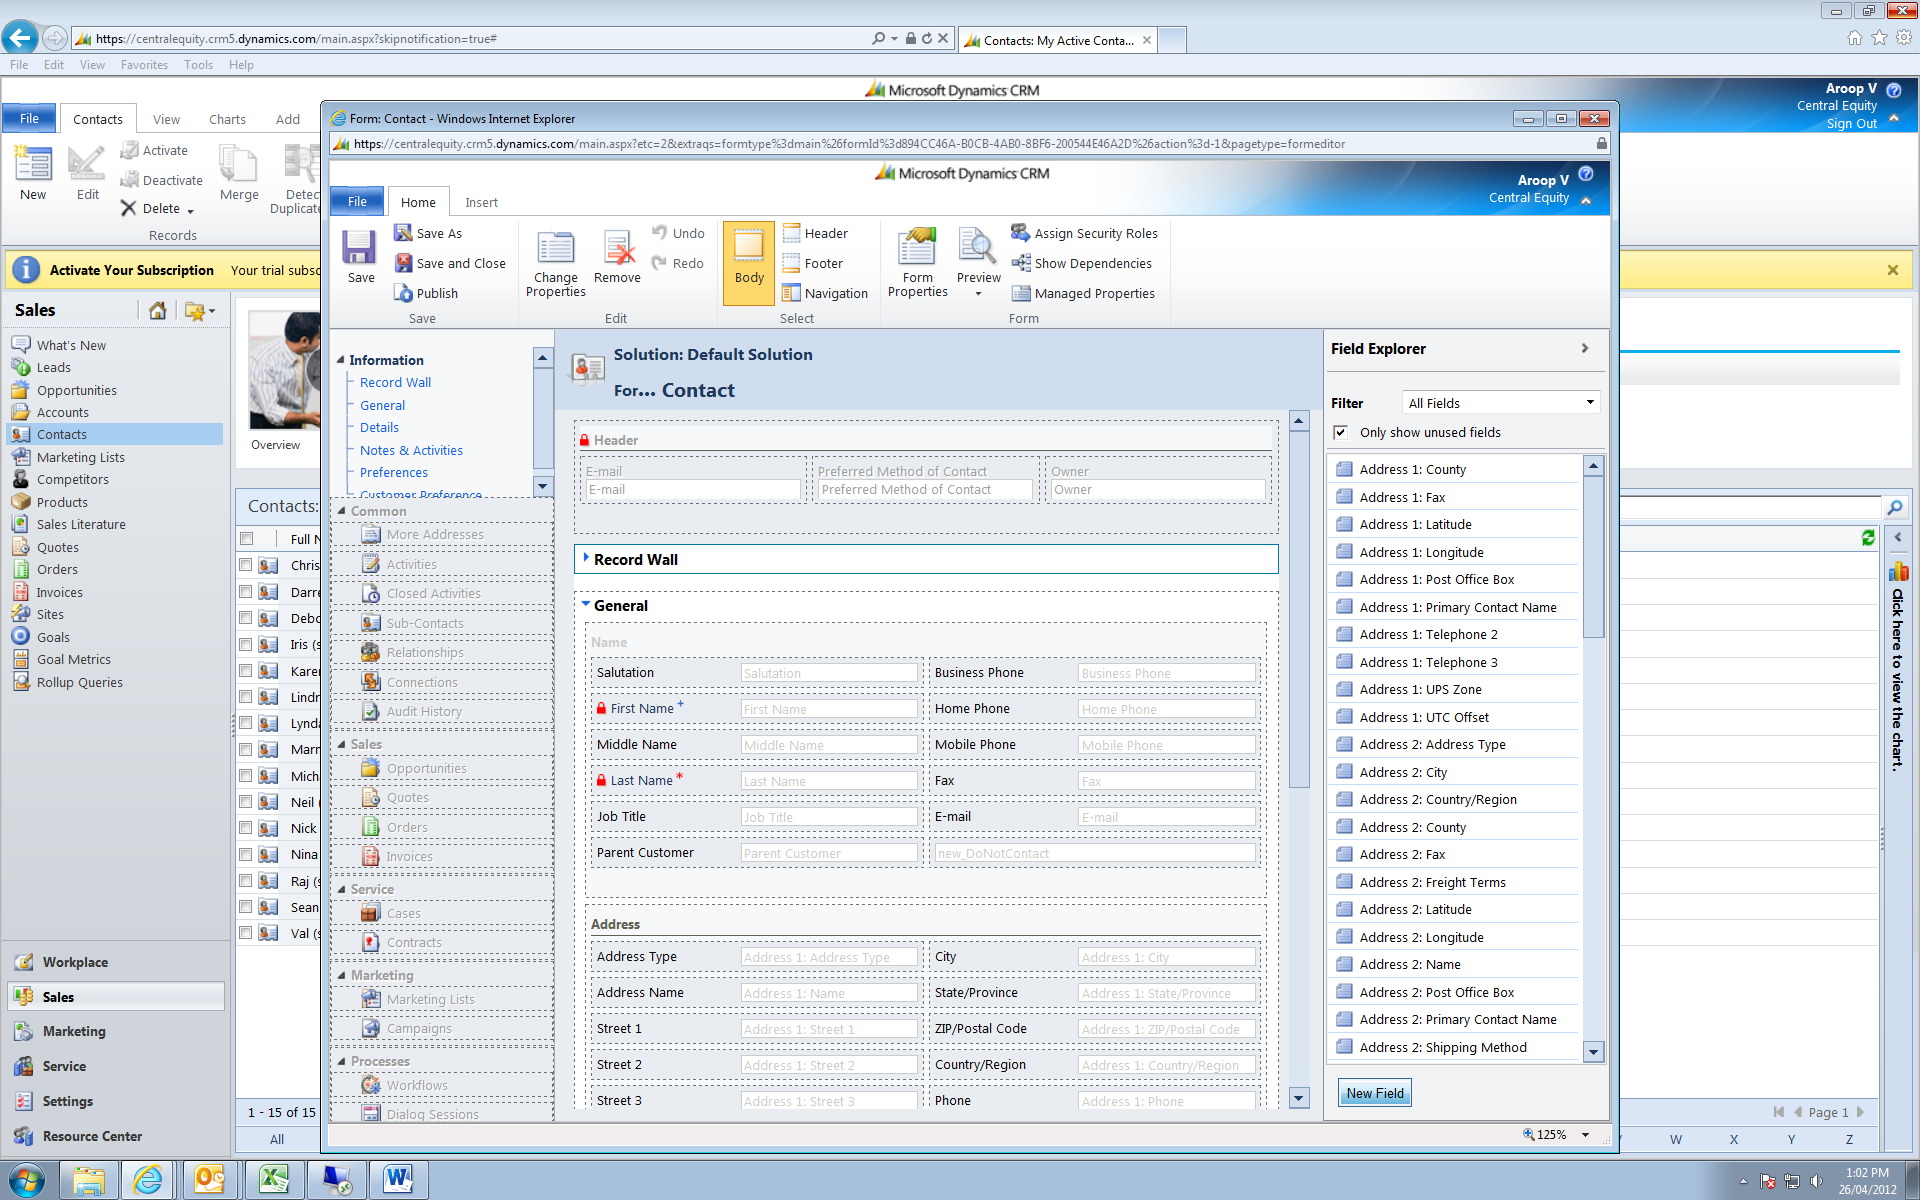 https://centralequity.crm5.dynamics.com/main.aspx?skipnotification=true#
Contacts: My Active Conta...
File Edit View Favorites Tools Help
Microsoft Dynamics CRM
Aroop V
Central Equity
Sign Out
File Contacts View Charts Add
New
Edit
Activate
Deactivate
Delete
Merge
Detec
Duplicate
Records
Activate Your Subscription Your trial subsc
Sales
What's New
Leads
Opportunities
Accounts
Contacts
Marketing Lists
Competitors
Products
Sales Literature
Quotes
Orders
Invoices
Sites
Goals
Goal Metrics
Rollup Queries
Workplace
Sales
Marketing
Service
Settings
Resource Center
Overview
Contacts:
Full N
Chris
Darre
Debo
Iris (s
Karen
Lindr
Lynda
Marn
Micha
Neil (
Nick
Nina
Raj (s
Sean
Val (s
1 - 15 of 15
All
Form: Contact - Windows Internet Explorer
https://centralequity.crm5.dynamics.com/main.aspx?etc=2&extraqs=formtype%3dmain%26formId%3d894CC46A-B0CB-4AB0-8BF6-200544E46A2D%26action%3d-1&pagetype=formeditor
Microsoft Dynamics CRM
Aroop V
Central Equity
File Home Insert
Save
Save As
Save and Close
Publish
Save
Change Properties
Remove
Undo
Redo
Edit
Body
Header
Footer
Navigation
Select
Form Properties
Preview
Assign Security Roles
Show Dependencies
Managed Properties
Form
Information
Record Wall
General
Details
Notes & Activities
Preferences
Customer Preference
Common
More Addresses
Activities
Closed Activities
Sub-Contacts
Relationships
Connections
Audit History
Sales
Opportunities
Quotes
Orders
Invoices
Service
Cases
Contracts
Marketing
Marketing Lists
Campaigns
Processes
Workflows
Dialog Sessions
Solution: Default Solution
For... Contact
Header
E-mail Preferred Method of Contact Owner
E-mail Preferred Method of Contact Owner
Record Wall
General
Name
Salutation Salutation Business Phone Business Phone
First Name + First Name Home Phone Home Phone
Middle Name Middle Name Mobile Phone Mobile Phone
Last Name * Last Name Fax Fax
Job Title Job Title E-mail E-mail
Parent Customer Parent Customer new_DoNotContact
Address
Address Type Address 1: Address Type City Address 1: City
Address Name Address 1: Name State/Province Address 1: State/Province
Street 1 Address 1: Street 1 ZIP/Postal Code Address 1: ZIP/Postal Code
Street 2 Address 1: Street 2 Country/Region Address 1: Country/Region
Street 3 Address 1: Street 3 Phone Address 1: Phone
Field Explorer
Filter All Fields
Only show unused fields
Address 1: County
Address 1: Fax
Address 1: Latitude
Address 1: Longitude
Address 1: Post Office Box
Address 1: Primary Contact Name
Address 1: Telephone 2
Address 1: Telephone 3
Address 1: UPS Zone
Address 1: UTC Offset
Address 2: Address Type
Address 2: City
Address 2: Country/Region
Address 2: County
Address 2: Fax
Address 2: Freight Terms
Address 2: Latitude
Address 2: Longitude
Address 2: Name
Address 2: Post Office Box
Address 2: Primary Contact Name
Address 2: Shipping Method
New Field
125%
Click here to view the chart.
Page 1
W X Y Z
1:02 PM
26/04/2012